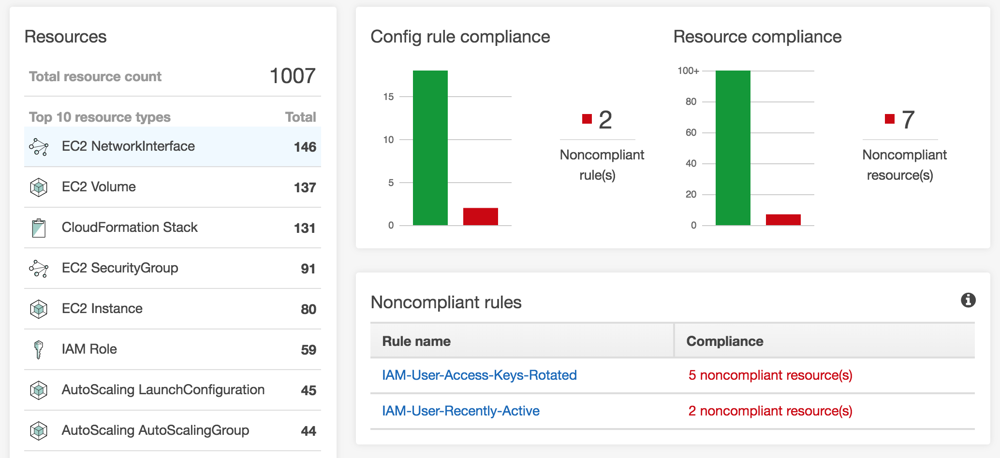 Resources
Total resource count 1007
Top 10 resource types Total
EC2 NetworkInterface 146
EC2 Volume 137
CloudFormation Stack 131
EC2 SecurityGroup 91
EC2 Instance 80
IAM Role 59
AutoScaling LaunchConfiguration 45
AutoScaling AutoScalingGroup 44
Config rule compliance
15
10
5
0
2
Noncompliant
rule(s)
Resource compliance
100+
80
60
40
20
0
7
Noncompliant
resource(s)
Noncompliant rules
Rule name Compliance
IAM-User-Access-Keys-Rotated 5 noncompliant resource(s)
IAM-User-Recently-Active 2 noncompliant resource(s)